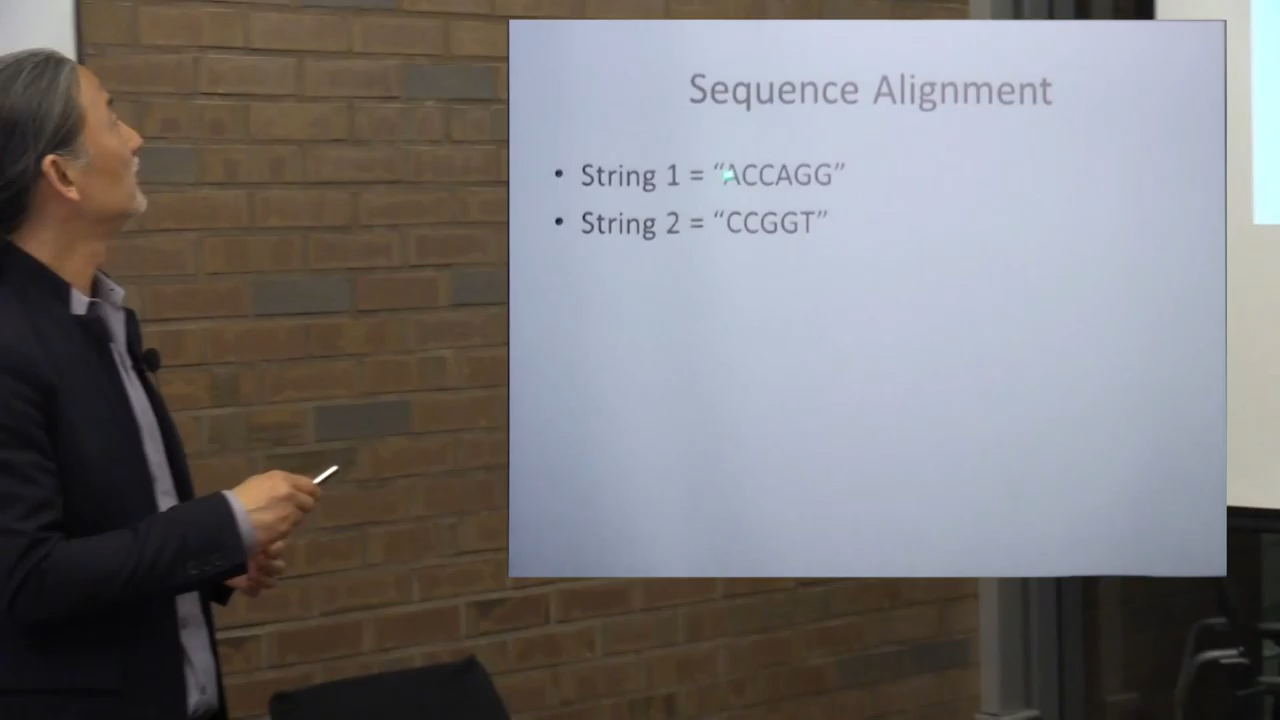 Sequence Alignment
• String 1 = “ACCAGG”
• String 2 = “CCGGT”